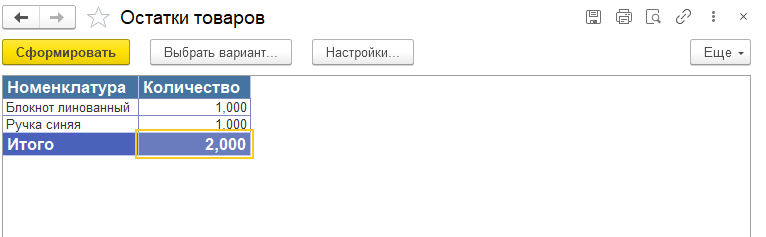 Остатки товаров
Сформировать Выбрать вариант... Настройки... Еще
Номенклатура Количество
Блокнот линованный 1,000
Ручка синяя 1,000
Итого 2,000